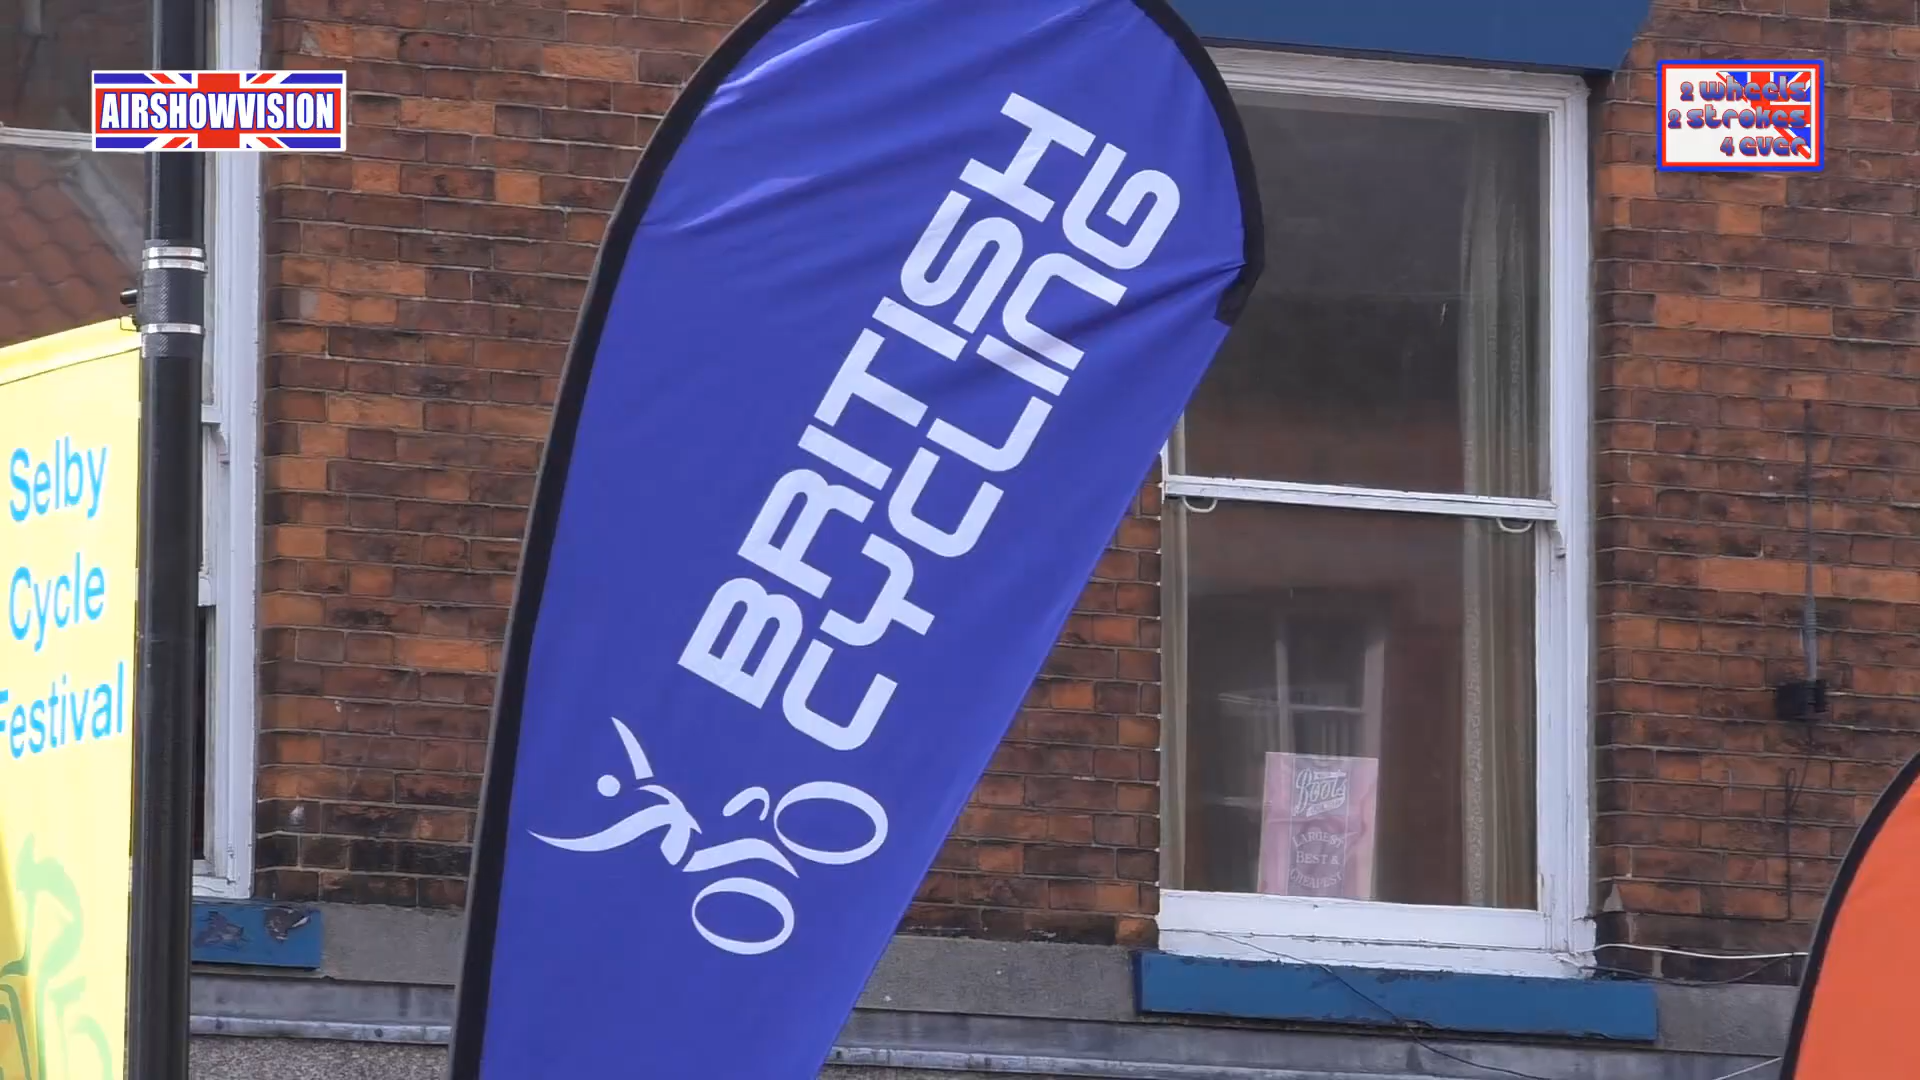 AIRSHOWVISION
2 wheels
2 strokes
4 ever
BRITISH
CYCLING
Selby
Cycle
Festival
Boots
LARGEST
BEST &
CHEAPEST